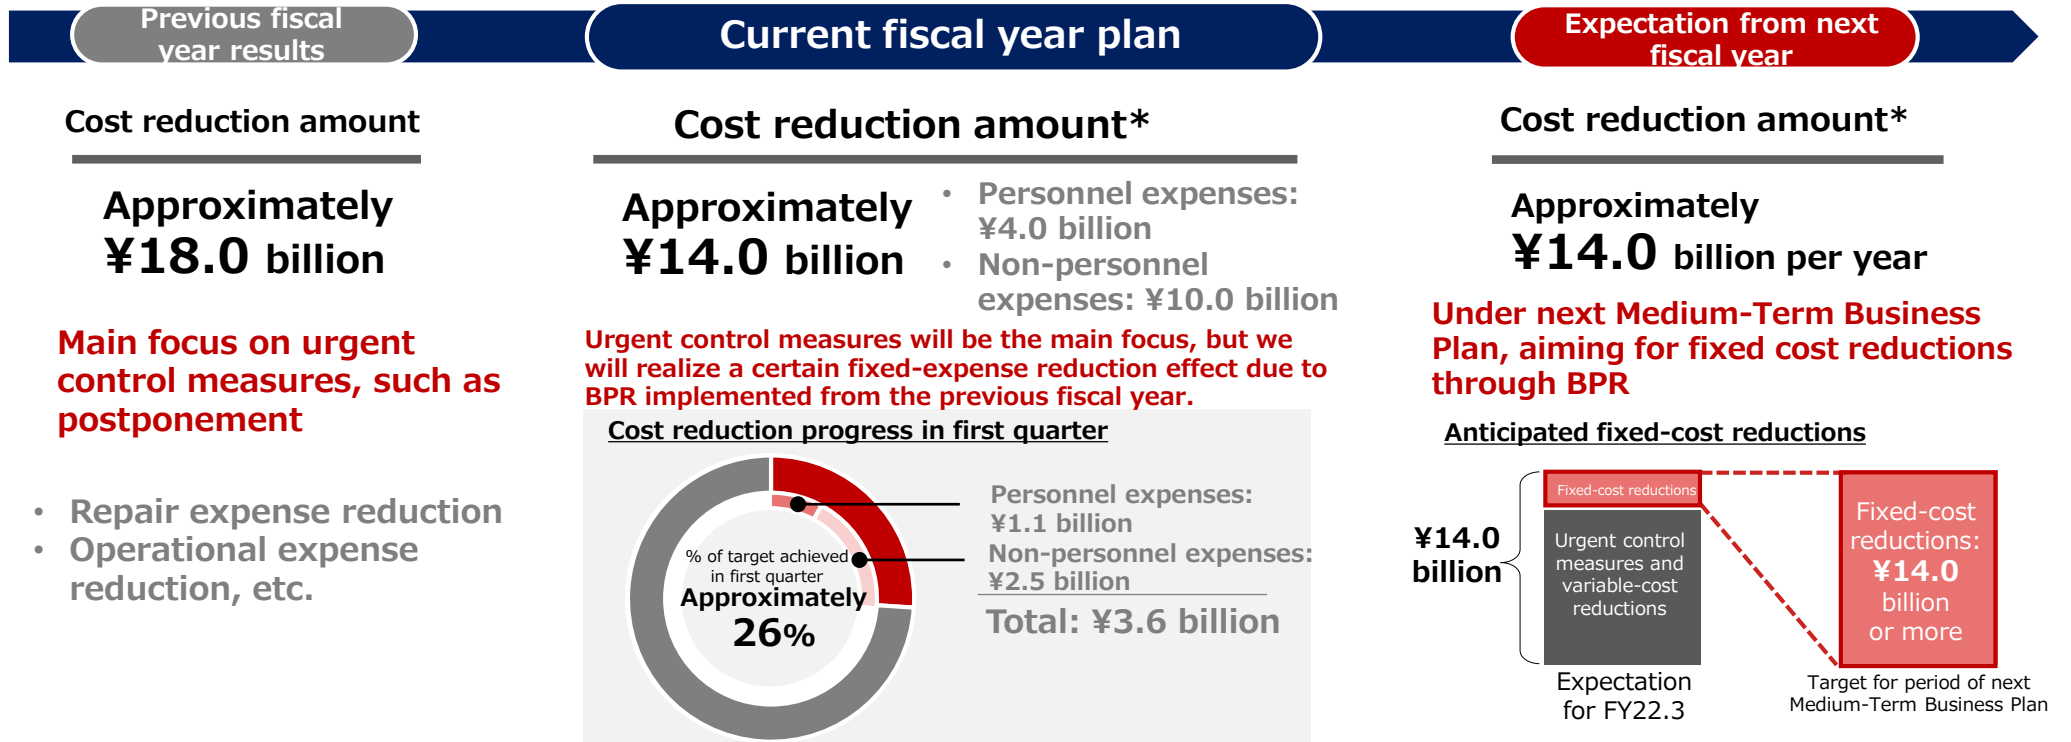 Previous fiscal
year results
Current fiscal year plan
Expectation from next
fiscal year
Cost reduction amount
Approximately
¥18.0 billion
Main focus on urgent
control measures, such as
postponement
• Repair expense reduction
• Operational expense
reduction, etc.
Cost reduction amount*
Approximately
¥14.0 billion
• Personnel expenses:
¥4.0 billion
• Non-personnel
expenses: ¥10.0 billion
Urgent control measures will be the main focus, but we
will realize a certain fixed-expense reduction effect due to
BPR implemented from the previous fiscal year.
Cost reduction progress in first quarter
% of target achieved
in first quarter
Approximately
26%
Personnel expenses:
¥1.1 billion
Non-personnel expenses:
¥2.5 billion
Total: ¥3.6 billion
Cost reduction amount*
Approximately
¥14.0 billion per year
Under next Medium-Term Business
Plan, aiming for fixed cost reductions
through BPR
Anticipated fixed-cost reductions
¥14.0
billion
Fixed-cost reductions
Urgent control
measures and
variable-cost
reductions
Expectation
for FY22.3
Fixed-cost
reductions:
¥14.0
billion
or more
Target for period of next
Medium-Term Business Plan